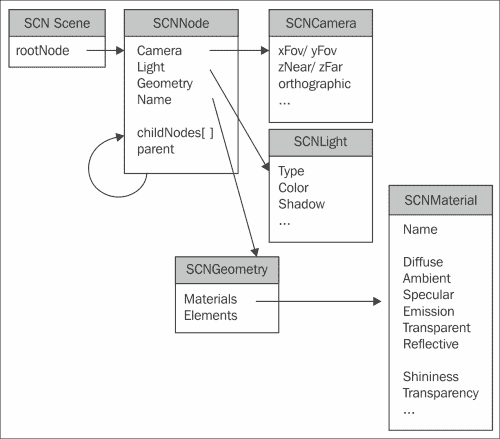 SCN Scene
rootNode
SCNNode
Camera
Light
Geometry
Name
childNodes[ ]
parent
SCNCamera
xFov/ yFov
zNear/ zFar
orthographic
...
SCNLight
Type
Color
Shadow
...
SCNGeometry
Materials
Elements
SCNMaterial
Name
Diffuse
Ambient
Specular
Emission
Transparent
Reflective
Shininess
Transparency
...